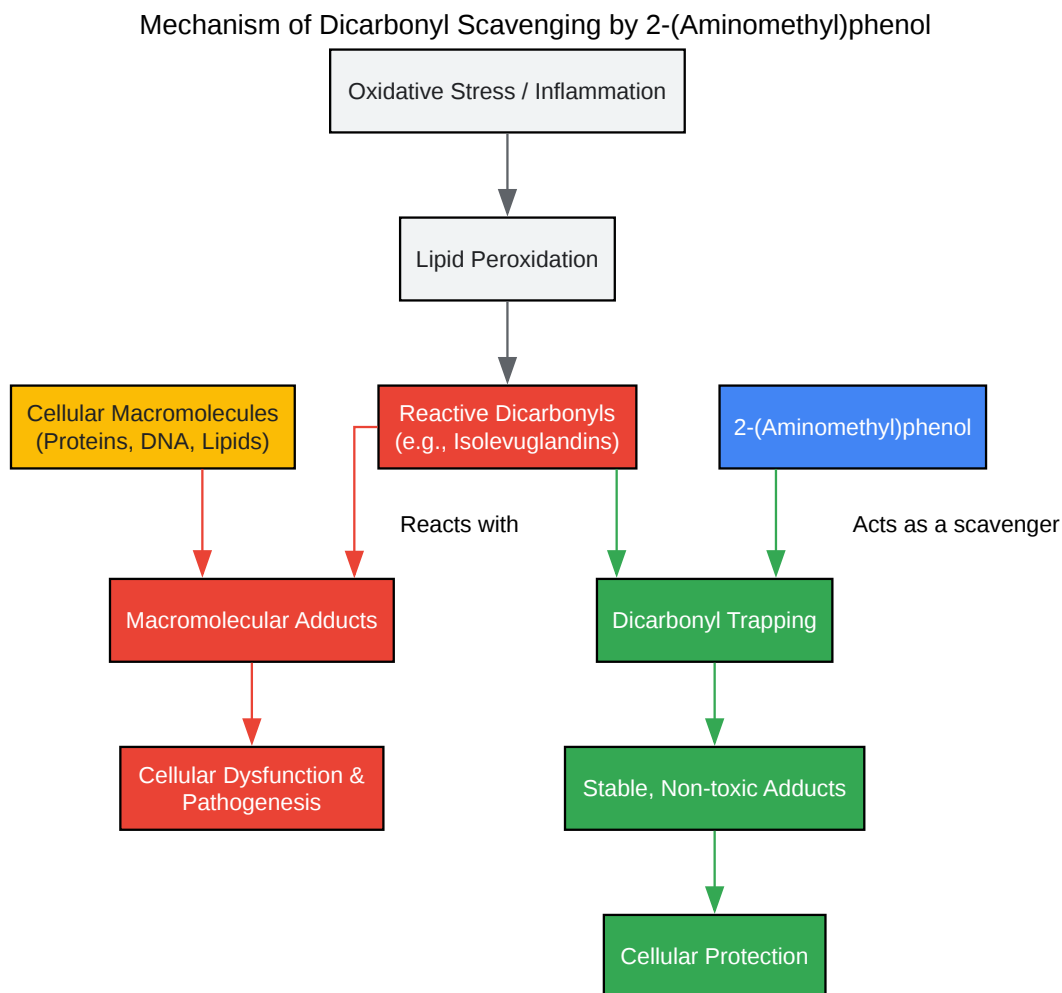 Mechanism of Dicarbonyl Scavenging by 2-(Aminomethyl)phenol
Oxidative Stress / Inflammation
Lipid Peroxidation
Cellular Macromolecules
(Proteins, DNA, Lipids)
Reactive Dicarbonyls
(e.g., Isolevuglandins)
2-(Aminomethyl)phenol
Reacts with
Acts as a scavenger
Macromolecular Adducts
Dicarbonyl Trapping
Cellular Dysfunction &
Pathogenesis
Stable, Non-toxic Adducts
Cellular Protection